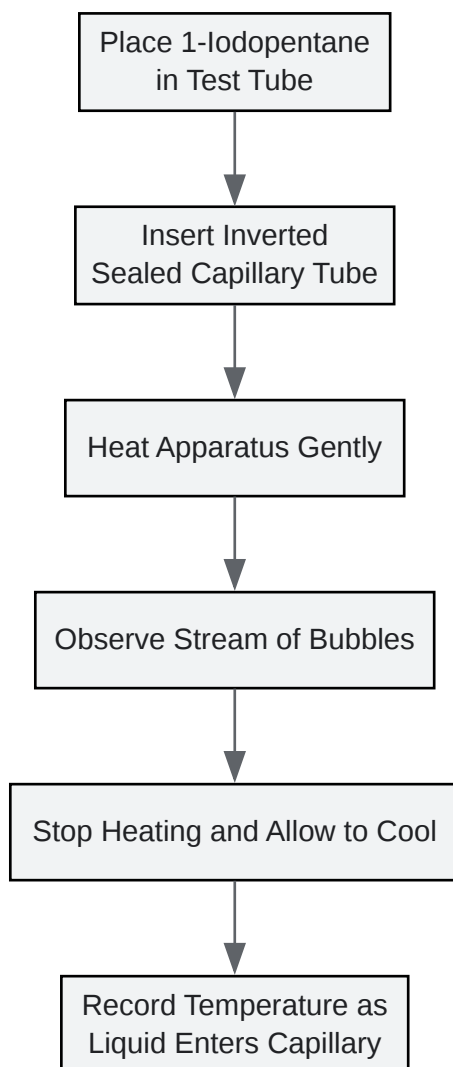 Place 1-Iodopentane
in Test Tube
Insert Inverted
Sealed Capillary Tube
Heat Apparatus Gently
Observe Stream of Bubbles
Stop Heating and Allow to Cool
Record Temperature as
Liquid Enters Capillary